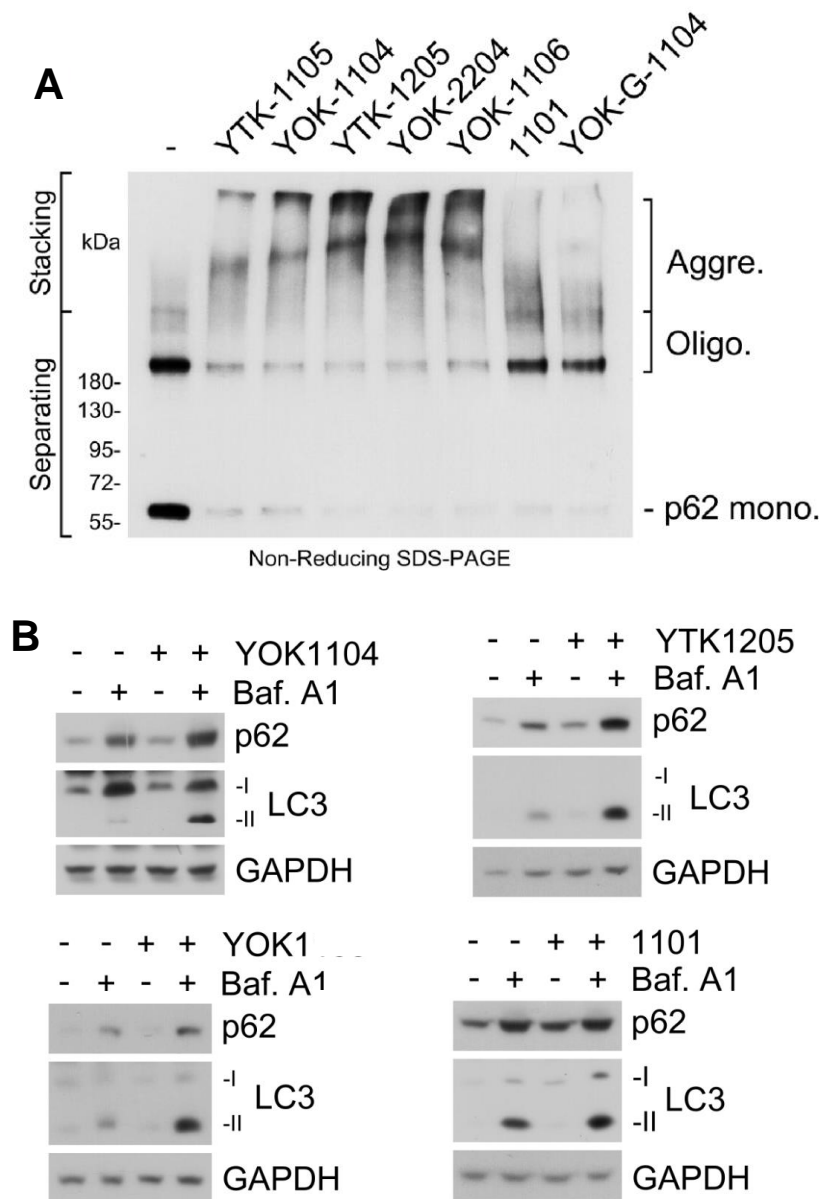 A
- YTK-1105 YOK-1104 YTK-1205 YOK-2204 YOK-1106 1101 YOK-G-1104
Stacking
kDa
Aggre.
Oligo.
Separating
180-
130-
95-
72-
55-
- p62 mono.
Non-Reducing SDS-PAGE
B
- - + + YOK1104
- + - + Baf. A1
p62
-I
-II
LC3
GAPDH
- - + + YTK1205
- + - + Baf. A1
p62
-I
-II
LC3
GAPDH
- - + + YOK1
- + - + Baf. A1
p62
-I
-II
LC3
GAPDH
- - + + 1101
- + - + Baf. A1
p62
-I
-II
LC3
GAPDH